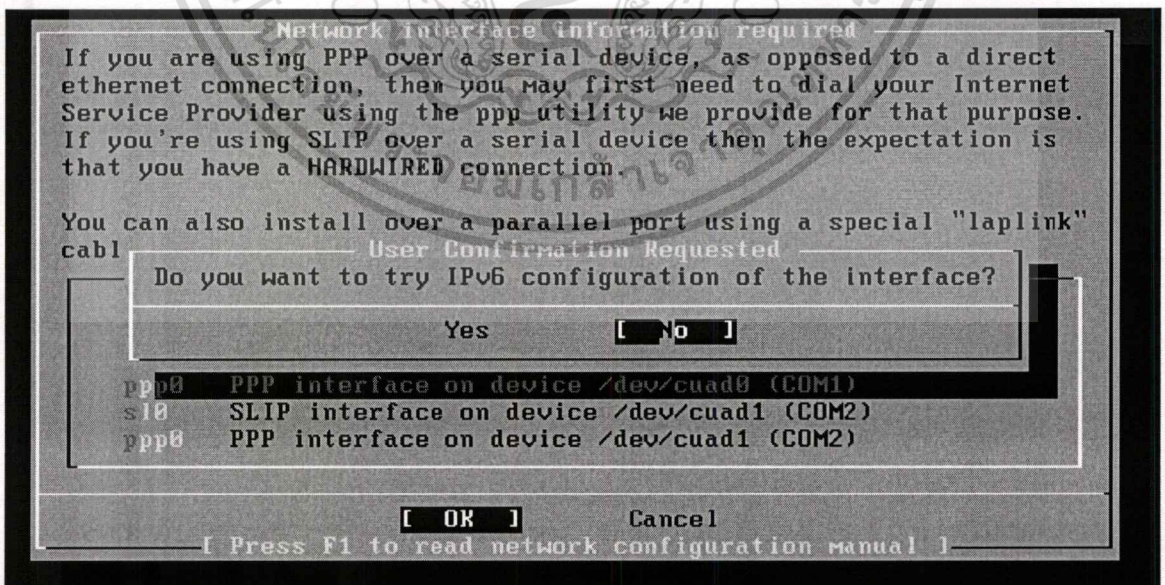 Network Interface Information required
If you are using PPP over a serial device, as opposed to a direct
ethernet connection, then you may first need to dial your Internet
Service Provider using the ppp utility we provide for that purpose.
If you're using SLIP over a serial device then the expectation is
that you have a HARDWIRED connection.
You can also install over a parallel port using a special "laplink"
cabl
User Confirmation Requested
Do you want to try IPv6 configuration of the interface?
Yes [ No ]
ppp0 PPP interface on device /dev/cuad0 (COM1)
sl0 SLIP interface on device /dev/cuad1 (COM2)
ppp0 PPP interface on device /dev/cuad1 (COM2)
[ OK ] Cancel
[ Press F1 to read network configuration manual ]